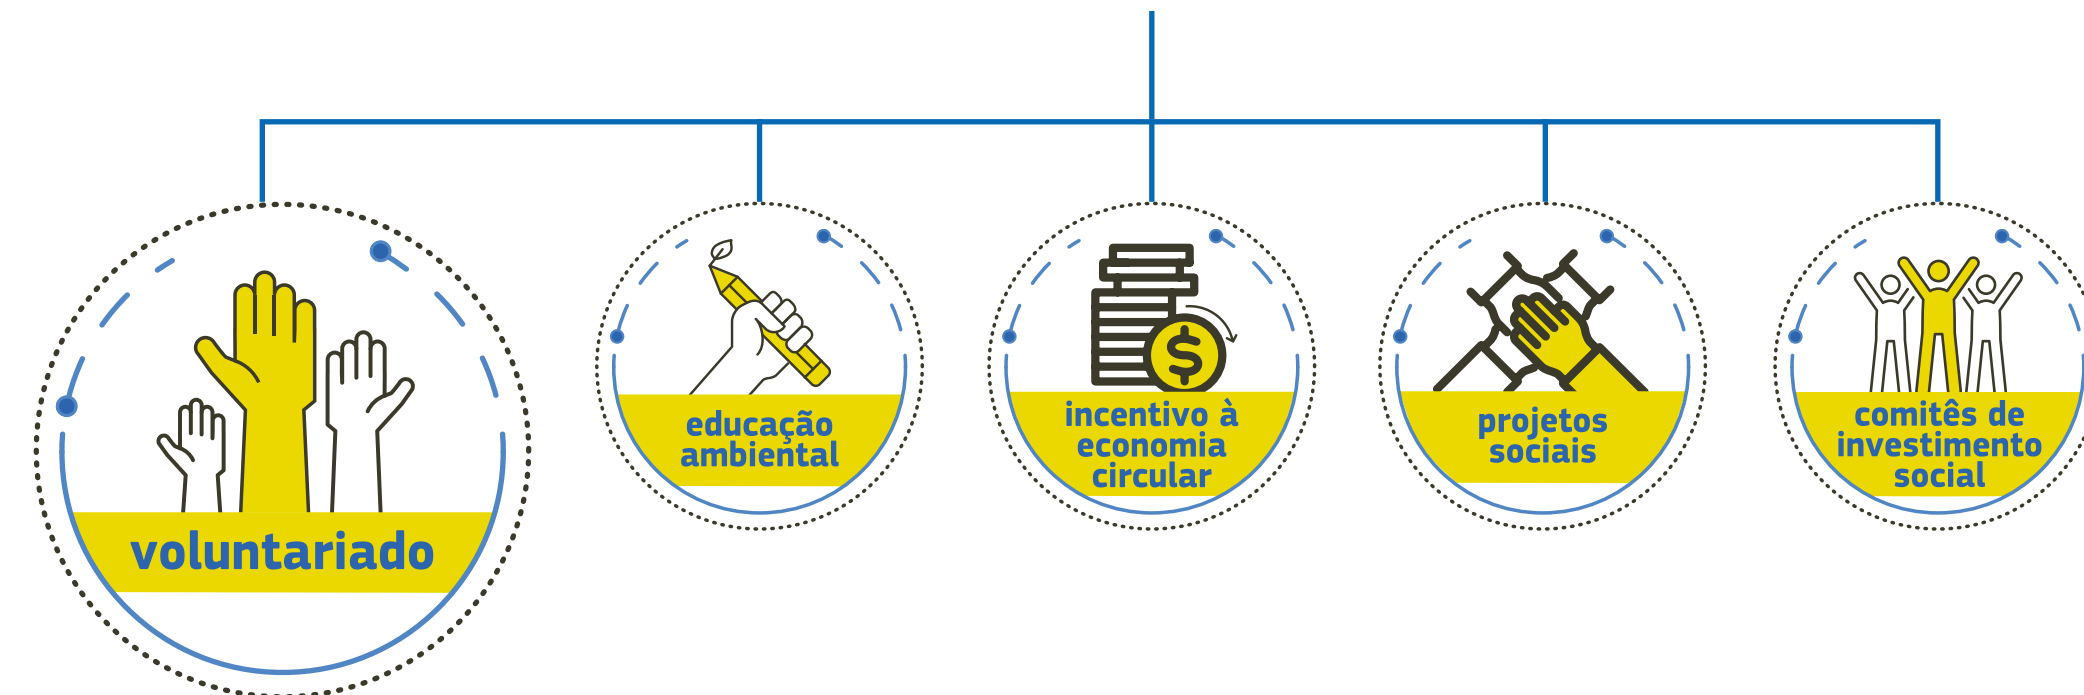 voluntariado
educação
ambiental
incentivo à
economia
circular
projetos
sociais
comitês de
investimento
social